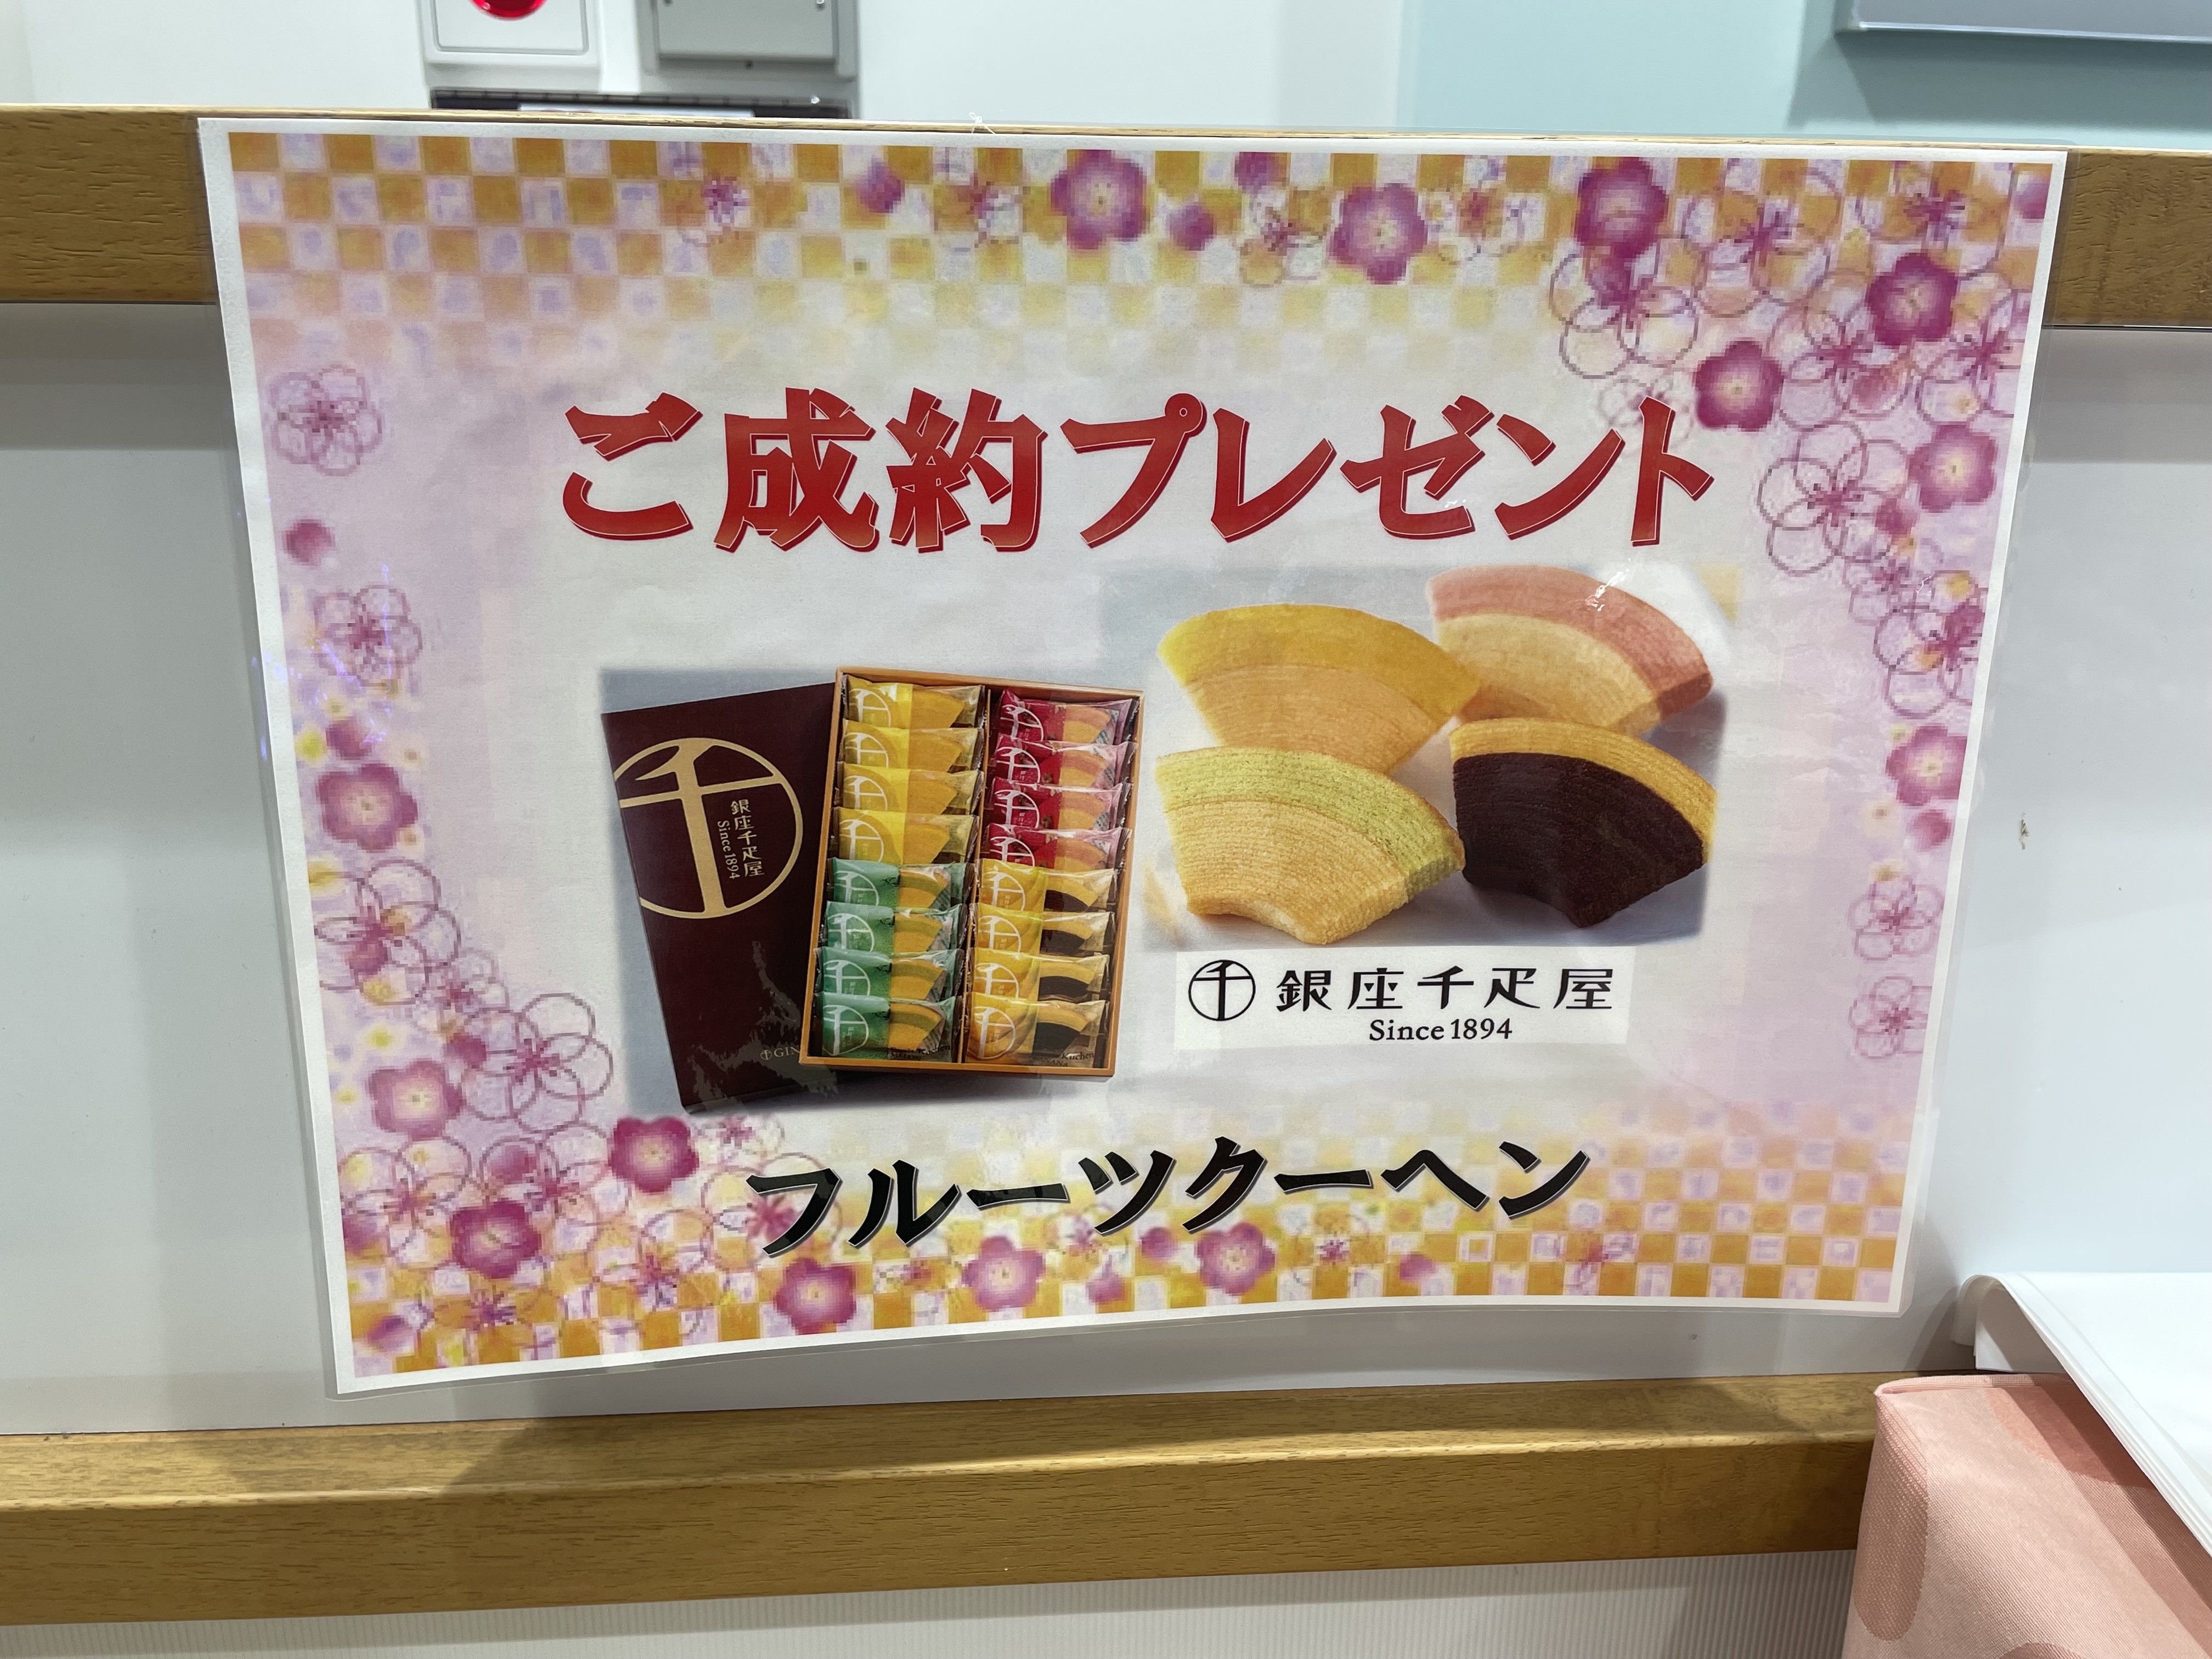 ご成約プレゼント
銀座千疋屋
Since 1894
千 銀座千疋屋
Since 1894
フルーツクーヘン